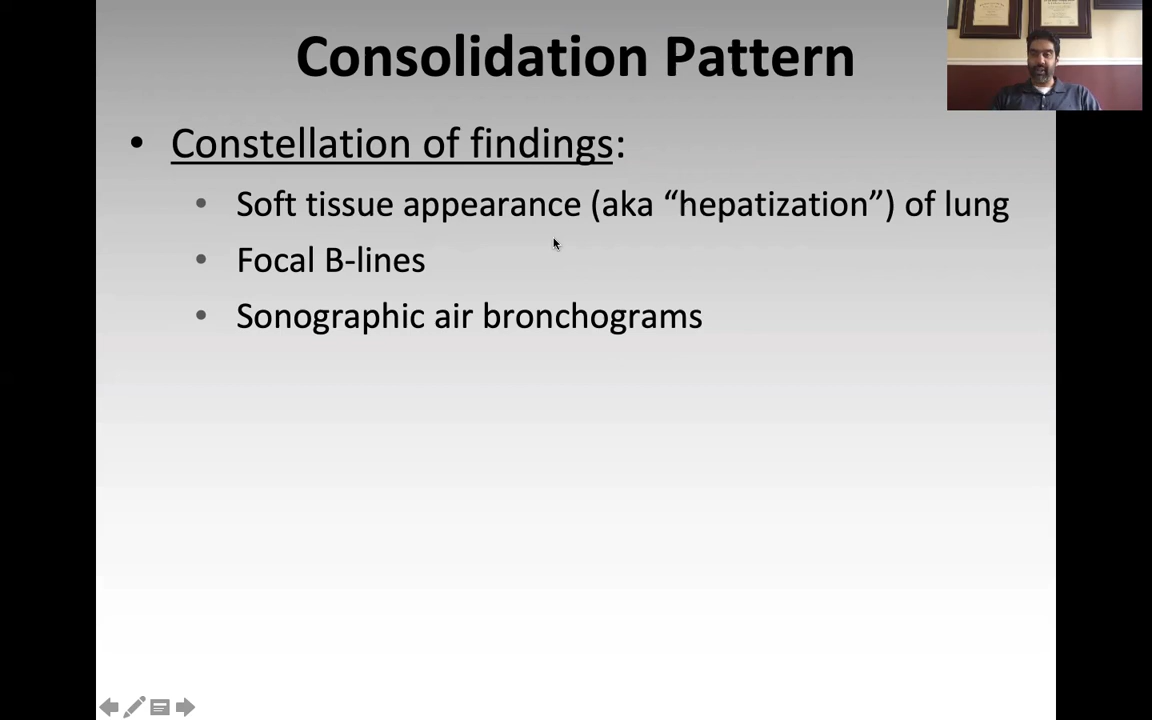 Consolidation Pattern
• Constellation of findings:
• Soft tissue appearance (aka “hepatization”) of lung
• Focal B-lines
• Sonographic air bronchograms